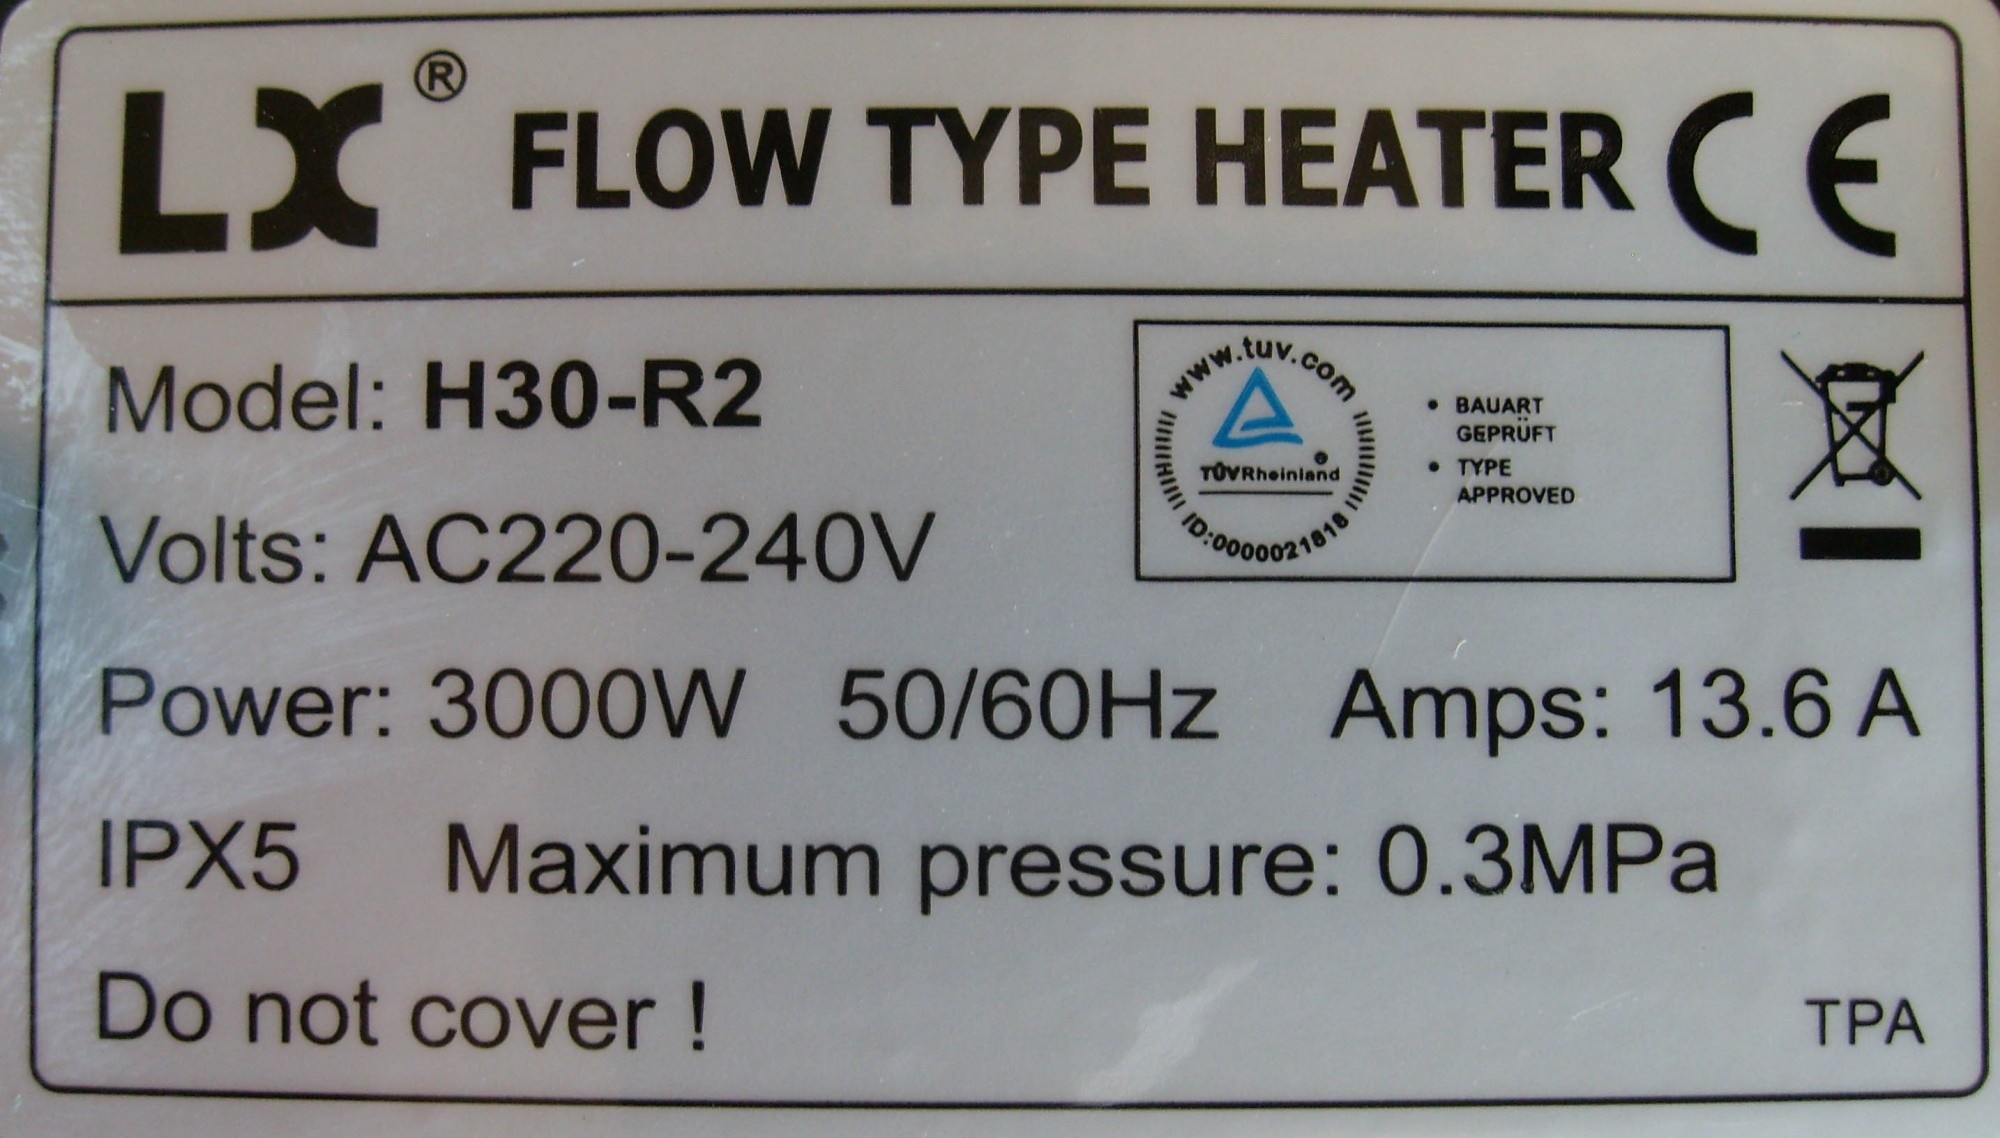 LX® FLOW TYPE HEATER CE
Model: H30-R2
www.tuv.com
TÜVRheinland®
ID:0000021818
• BAUART
GEPRÜFT
• TYPE
APPROVED
Volts: AC220-240V
Power: 3000W 50/60Hz Amps: 13.6 A
IPX5 Maximum pressure: 0.3MPa
Do not cover !
TPA